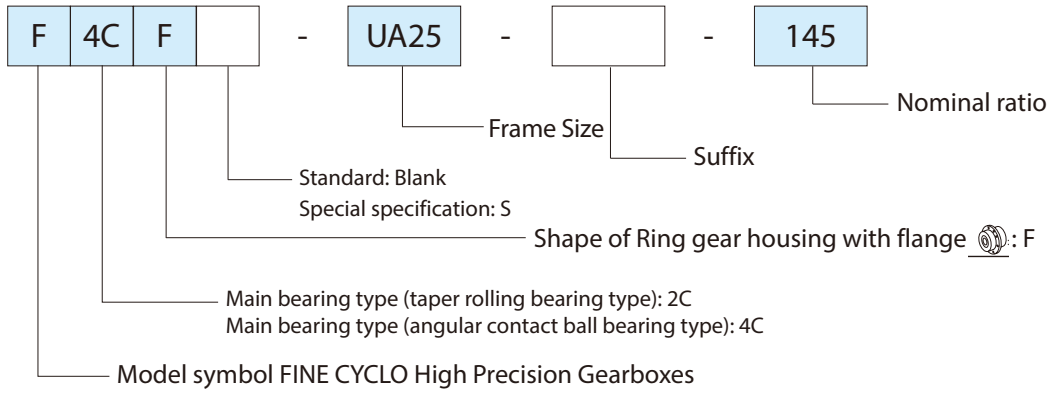 F 4C F - UA25 - - 145
Nominal ratio
Frame Size
Suffix
Standard: Blank
Special specification: S
Shape of Ring gear housing with flange : F
Main bearing type (taper rolling bearing type): 2C
Main bearing type (angular contact ball bearing type): 4C
Model symbol FINE CYCLO High Precision Gearboxes